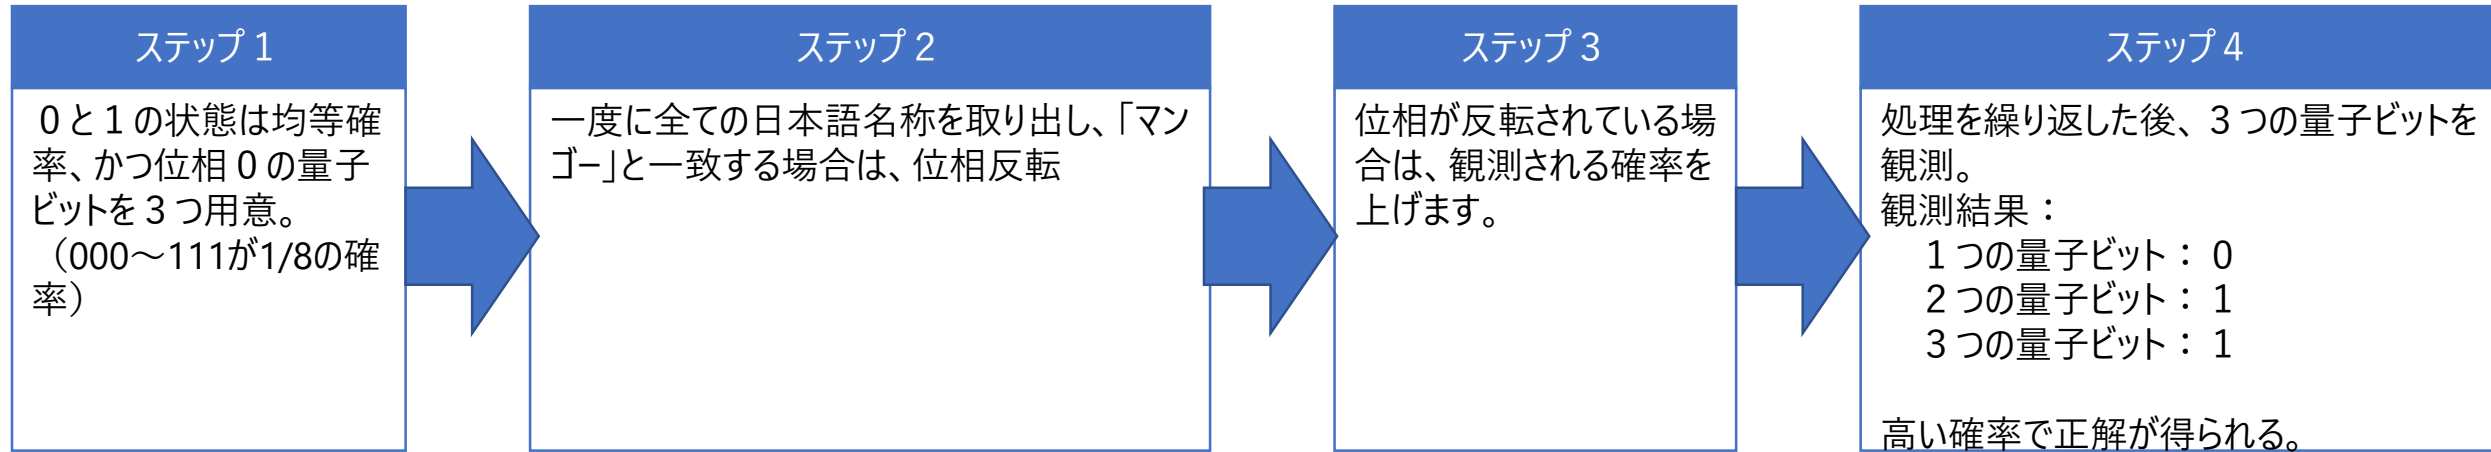 ステップ１
０と１の状態は均等確
率、かつ位相０の量子
ビットを３つ用意。
（000～111が1/8の確
率）
ステップ２
一度に全ての日本語名称を取り出し、「マン
ゴー」と一致する場合は、位相反転
ステップ３
位相が反転されている場
合は、観測される確率を
上げます。
ステップ４
処理を繰り返した後、３つの量子ビットを
観測。
観測結果：
１つの量子ビット： 0
２つの量子ビット： 1
３つの量子ビット： 1
高い確率で正解が得られる。